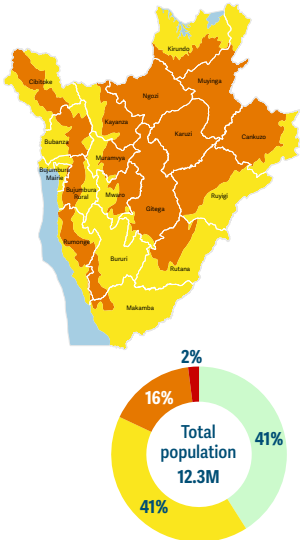 Kirundo
Muyinga
Cibitoke
Ngozi
Kayanza
Karuzi
Cankuzo
Bubanza
Muramvya
Bujumbura
Mairie
Bujumbura
Rural
Mwaro
Gitega
Ruyigi
Rumonge
Bururi
Rutana
Makamba
2%
16%
41%
Total
population
12.3M
41%